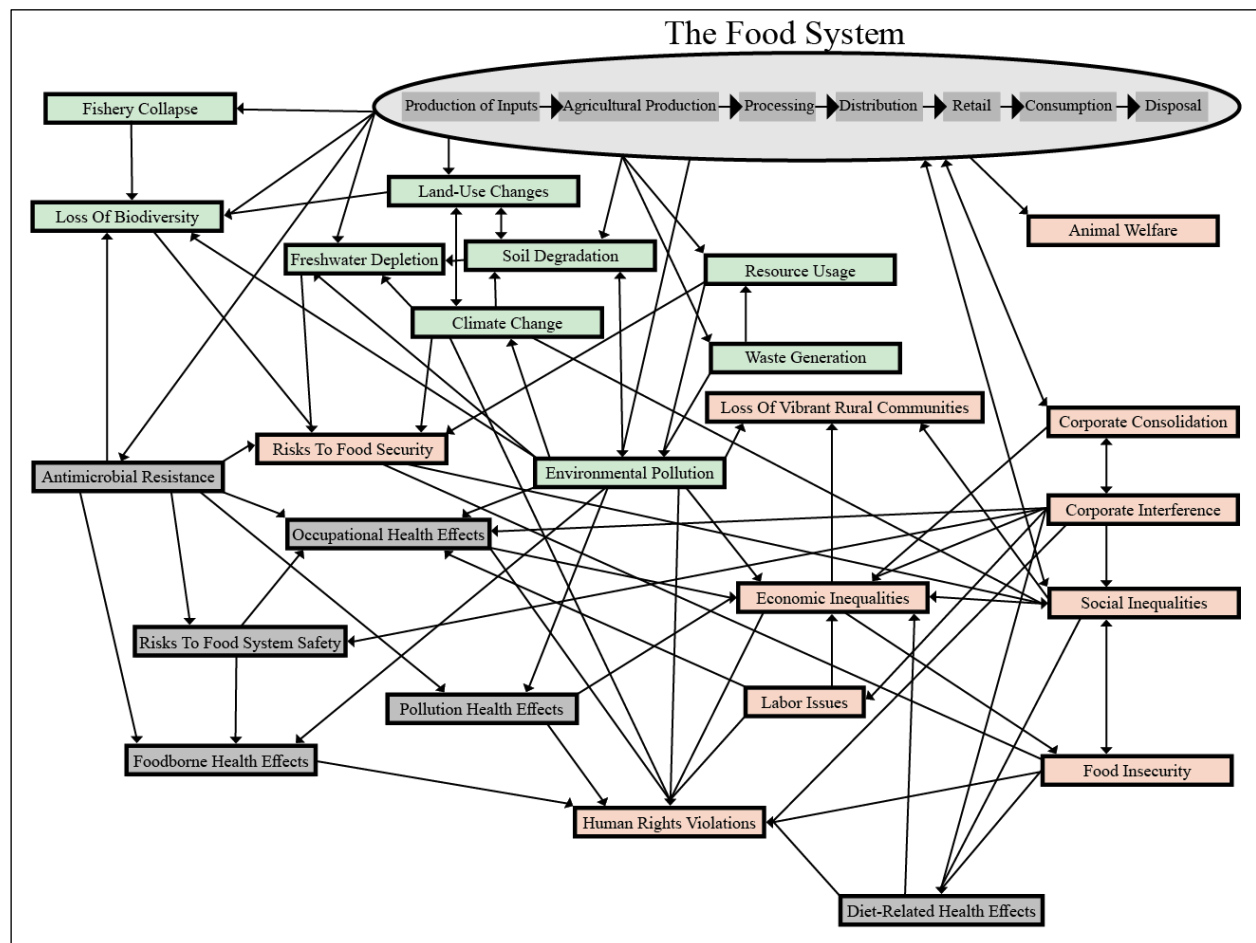 The Food System
Production of Inputs
Agricultural Production
Processing
Distribution
Retail
Consumption
Disposal
Fishery Collapse
Land-Use Changes
Loss Of Biodiversity
Animal Welfare
Freshwater Depletion
Soil Degradation
Resource Usage
Climate Change
Waste Generation
Loss Of Vibrant Rural Communities
Corporate Consolidation
Risks To Food Security
Antimicrobial Resistance
Environmental Pollution
Corporate Interference
Occupational Health Effects
Economic Inequalities
Social Inequalities
Risks To Food System Safety
Labor Issues
Pollution Health Effects
Foodborne Health Effects
Food Insecurity
Human Rights Violations
Diet-Related Health Effects